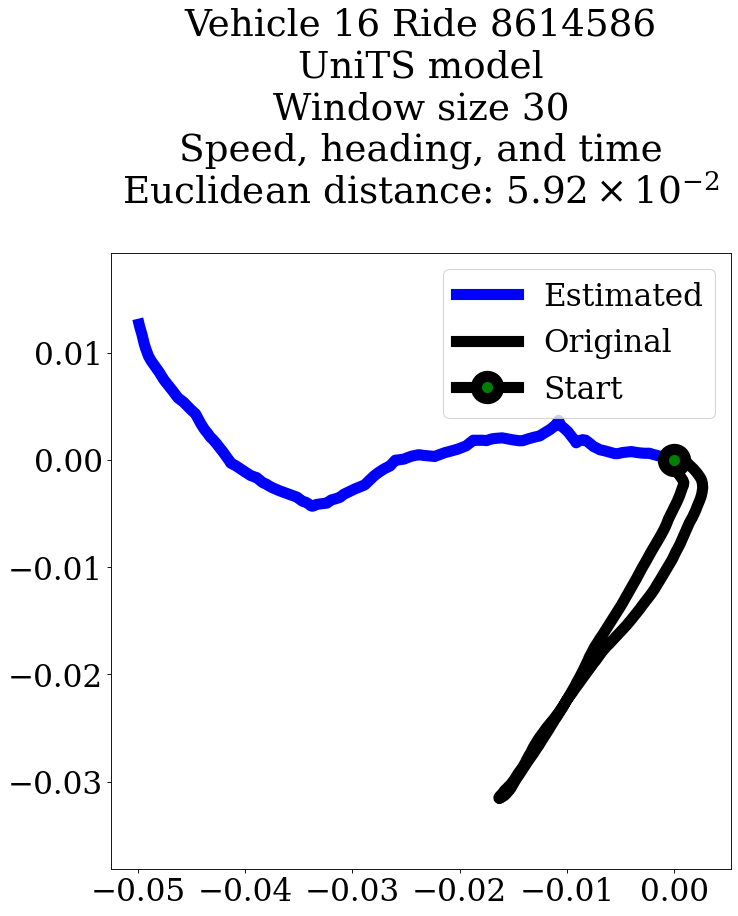 Vehicle 16 Ride 8614586
UniTS model
Window size 30
Speed, heading, and time
Euclidean distance: 5.92 × 10⁻²
Estimated
Original
Start
0.01
0.00
−0.01
−0.02
−0.03
−0.05 −0.04 −0.03 −0.02 −0.01 0.00